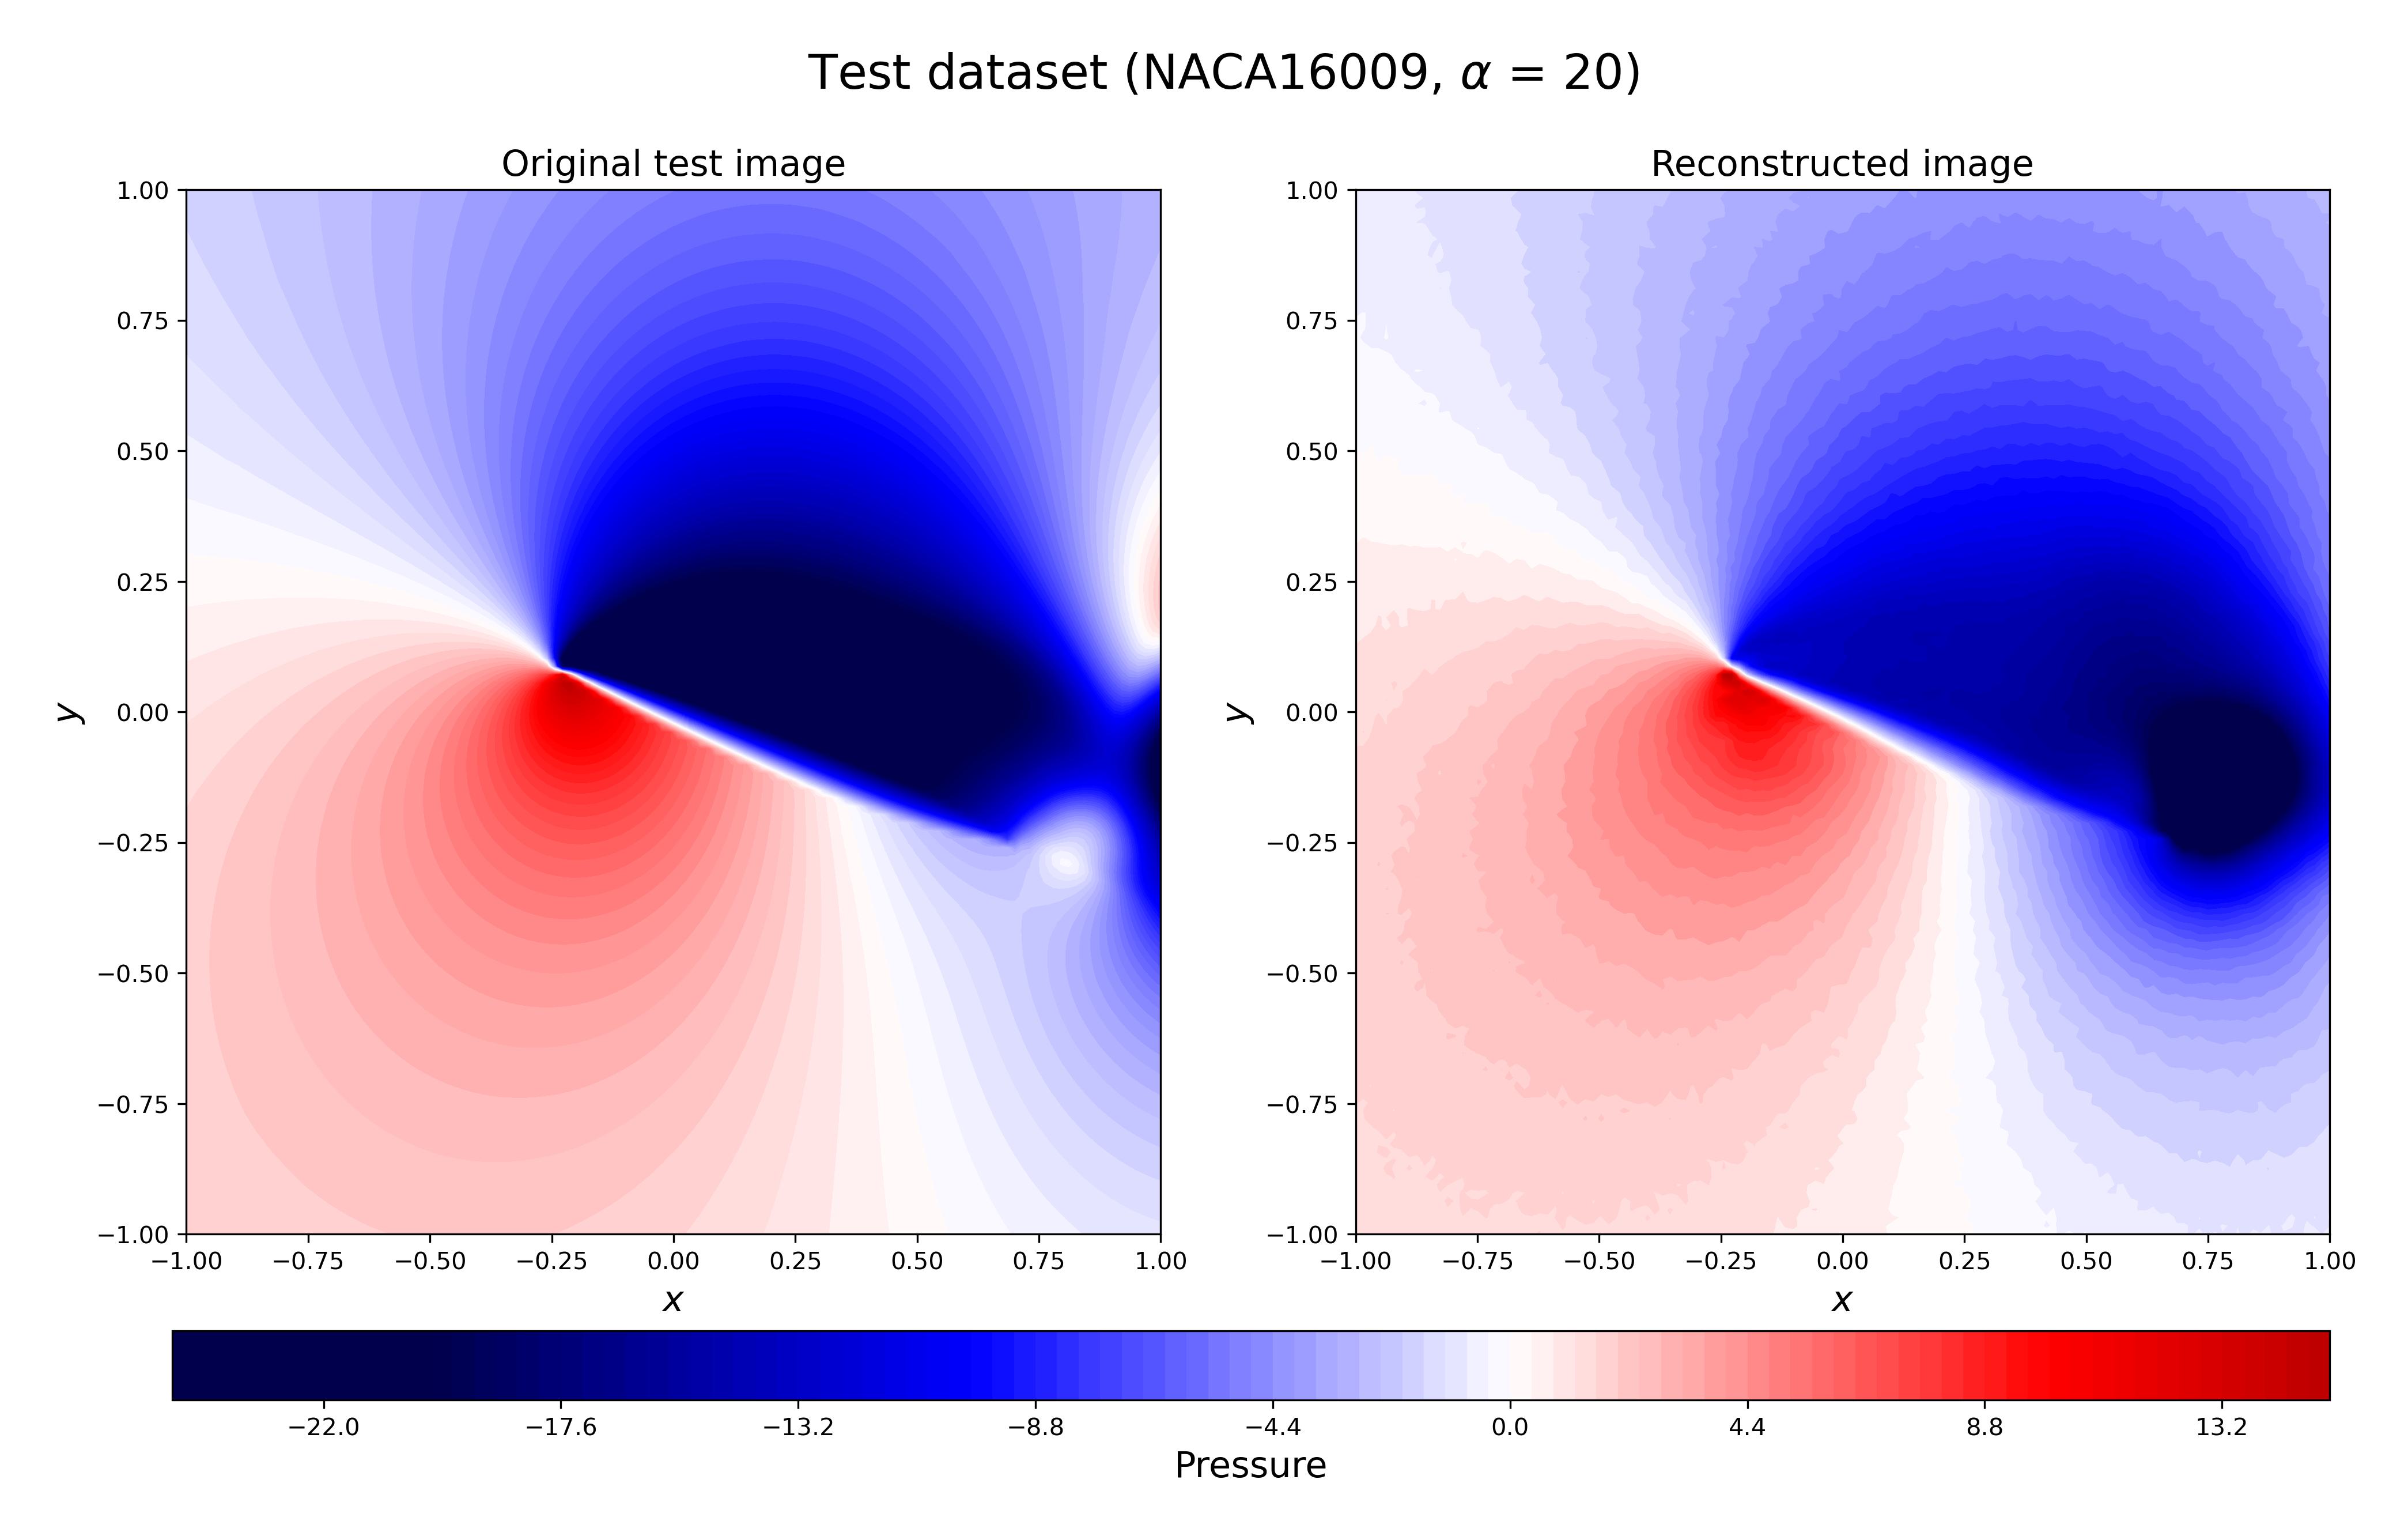 Test dataset (NACA16009, α = 20)
Original test image
Reconstructed image
1.00
0.75
0.50
0.25
0.00
−0.25
−0.50
−0.75
−1.00
y
−1.00 −0.75 −0.50 −0.25 0.00 0.25 0.50 0.75 1.00
x
1.00
0.75
0.50
0.25
0.00
−0.25
−0.50
−0.75
−1.00
y
−1.00 −0.75 −0.50 −0.25 0.00 0.25 0.50 0.75 1.00
x
−22.0 −17.6 −13.2 −8.8 −4.4 0.0 4.4 8.8 13.2
Pressure